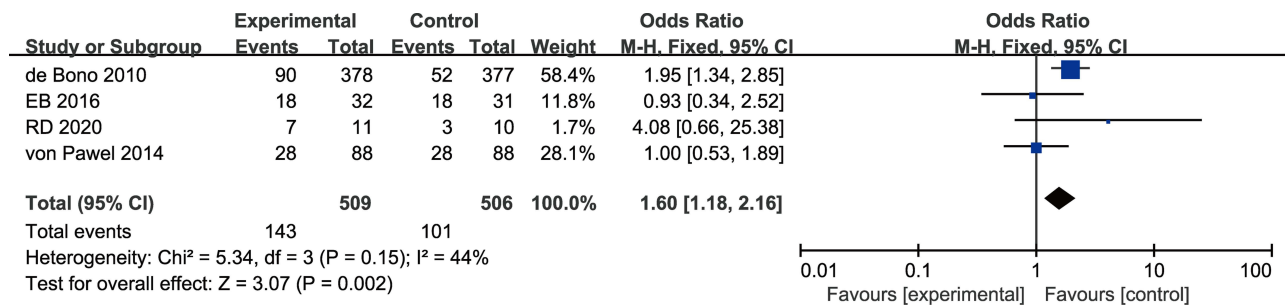 Experimental Control Odds Ratio Odds Ratio
Study or Subgroup Events Total Events Total Weight M-H, Fixed, 95% CI M-H, Fixed, 95% CI
de Bono 2010 90 378 52 377 58.4% 1.95 [1.34, 2.85]
EB 2016 18 32 18 31 11.8% 0.93 [0.34, 2.52]
RD 2020 7 11 3 10 1.7% 4.08 [0.66, 25.38]
von Pawel 2014 28 88 28 88 28.1% 1.00 [0.53, 1.89]
Total (95% CI) 509 506 100.0% 1.60 [1.18, 2.16]
Total events 143 101
Heterogeneity: Chi² = 5.34, df = 3 (P = 0.15); I² = 44%
Test for overall effect: Z = 3.07 (P = 0.002)
0.01 0.1 1 10 100
Favours [experimental] Favours [control]